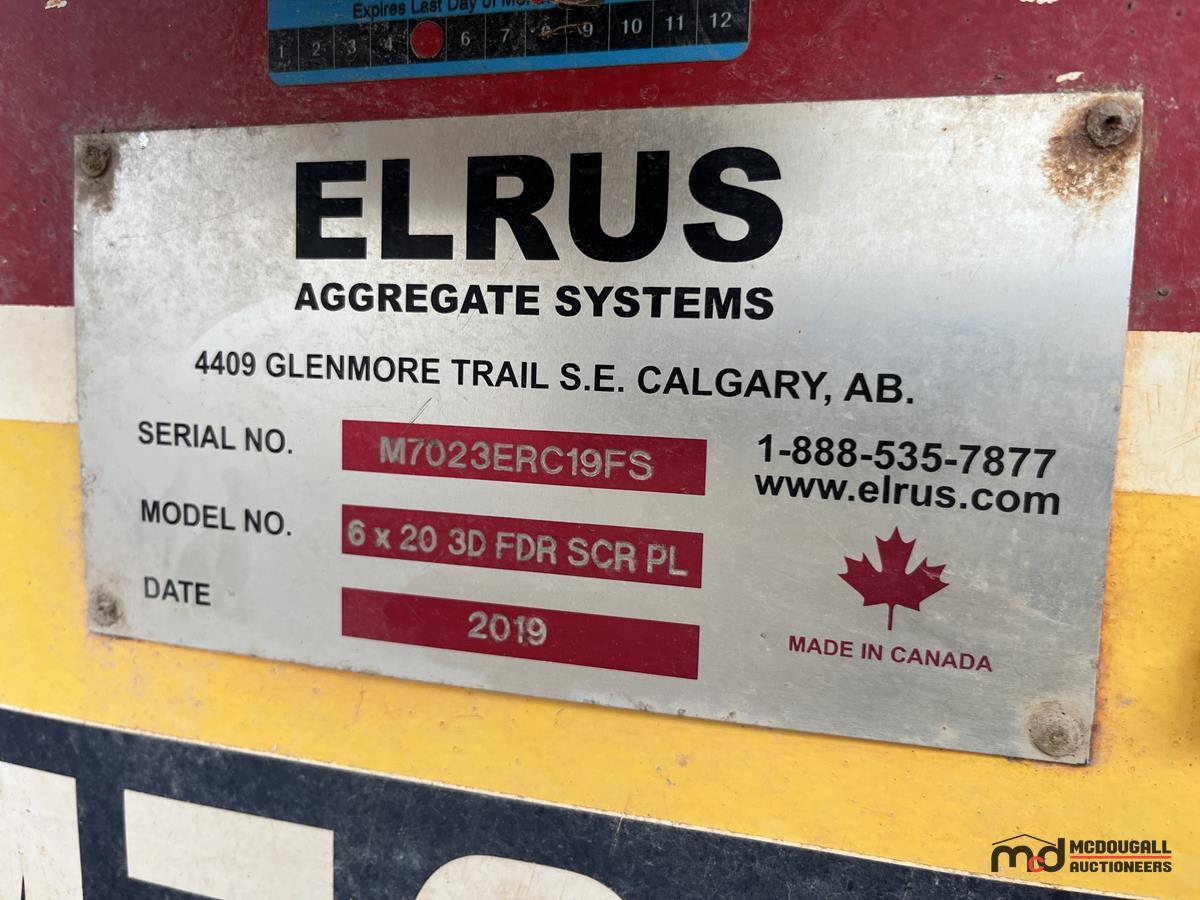 Expires Last Day of
1 2 3 4 6 7 8 9 10 11 12
ELRUS
AGGREGATE SYSTEMS
4409 GLENMORE TRAIL S.E. CALGARY, AB.
SERIAL NO. M7023ERC19FS
1-888-535-7877
www.elrus.com
MODEL NO. 6 x 20 3D FDR SCR PL
DATE 2019
MADE IN CANADA
mcd MCDOUGALL
AUCTIONEERS